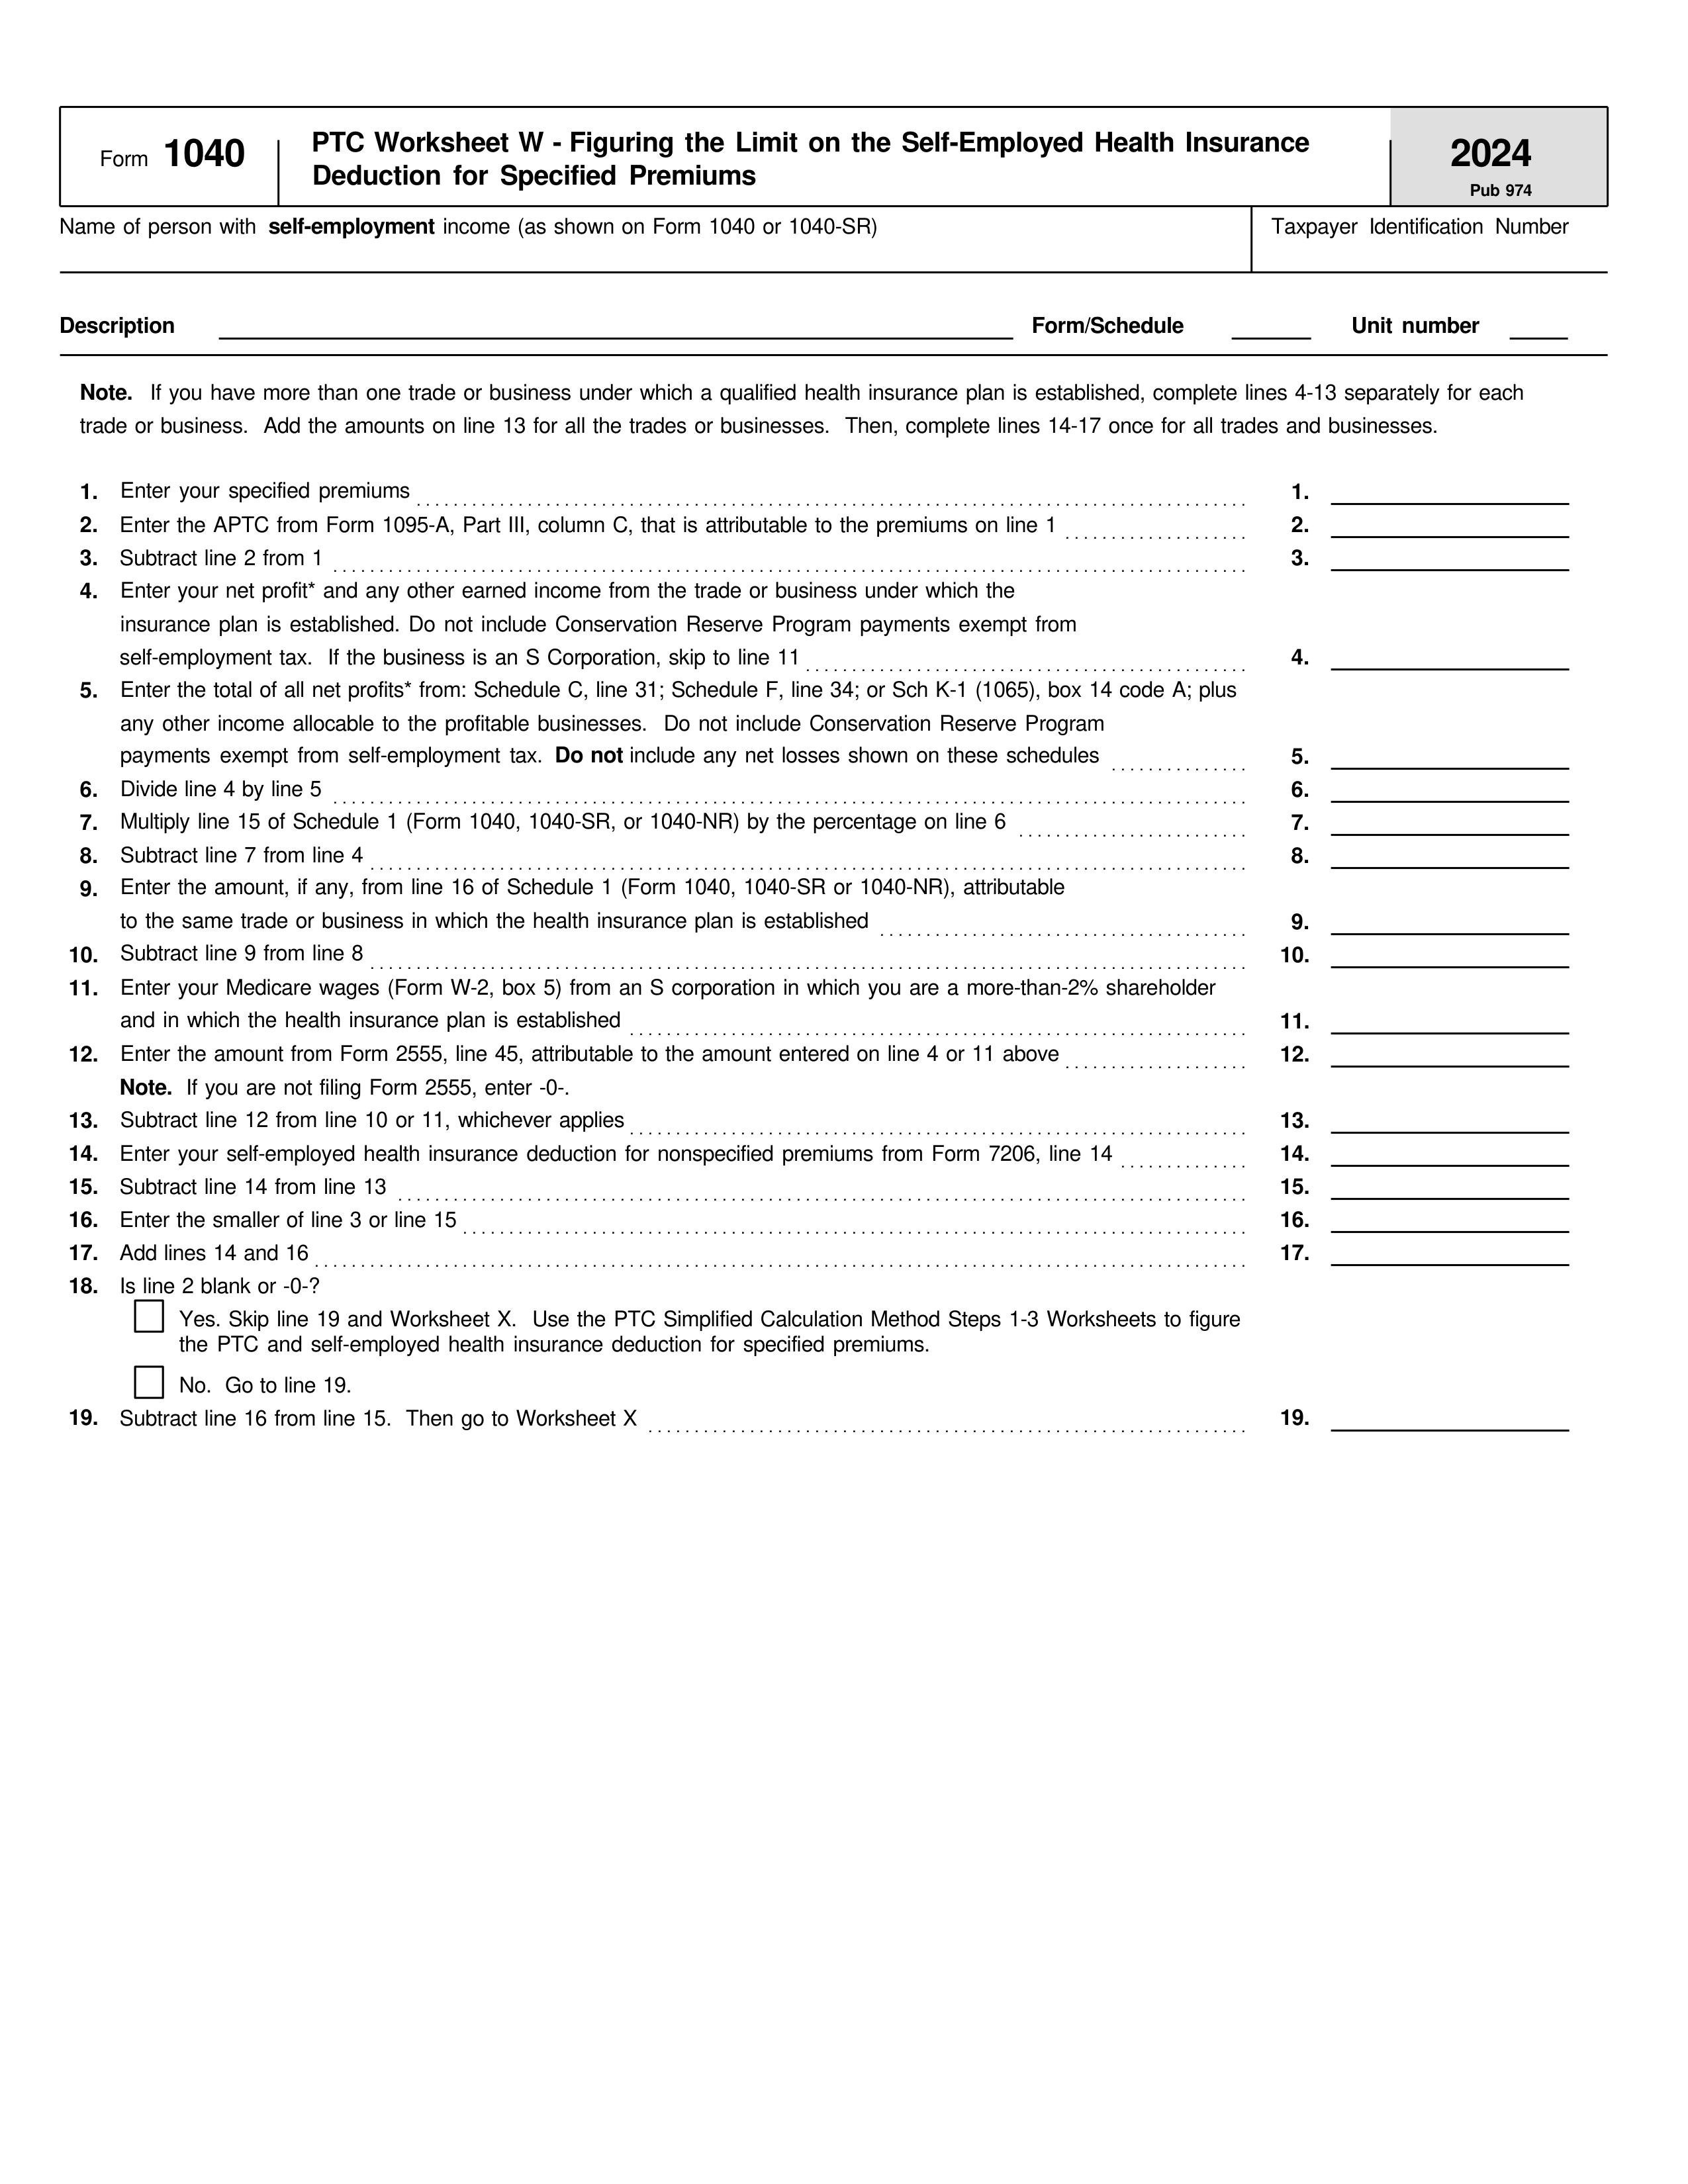 Form 1040
PTC Worksheet W - Figuring the Limit on the Self-Employed Health Insurance
Deduction for Specified Premiums
2024
Pub 974
Name of person with self-employment income (as shown on Form 1040 or 1040-SR)
Taxpayer Identification Number
Description
Form/Schedule
Unit number
Note. If you have more than one trade or business under which a qualified health insurance plan is established, complete lines 4-13 separately for each
trade or business. Add the amounts on line 13 for all the trades or businesses. Then, complete lines 14-17 once for all trades and businesses.
1. Enter your specified premiums 1.
2. Enter the APTC from Form 1095-A, Part III, column C, that is attributable to the premiums on line 1 2.
3. Subtract line 2 from 1 3.
4. Enter your net profit* and any other earned income from the trade or business under which the
insurance plan is established. Do not include Conservation Reserve Program payments exempt from
self-employment tax. If the business is an S Corporation, skip to line 11 4.
5. Enter the total of all net profits* from: Schedule C, line 31; Schedule F, line 34; or Sch K-1 (1065), box 14 code A; plus
any other income allocable to the profitable businesses. Do not include Conservation Reserve Program
payments exempt from self-employment tax. Do not include any net losses shown on these schedules 5.
6. Divide line 4 by line 5 6.
7. Multiply line 15 of Schedule 1 (Form 1040, 1040-SR, or 1040-NR) by the percentage on line 6 7.
8. Subtract line 7 from line 4 8.
9. Enter the amount, if any, from line 16 of Schedule 1 (Form 1040, 1040-SR or 1040-NR), attributable
to the same trade or business in which the health insurance plan is established 9.
10. Subtract line 9 from line 8 10.
11. Enter your Medicare wages (Form W-2, box 5) from an S corporation in which you are a more-than-2% shareholder
and in which the health insurance plan is established 11.
12. Enter the amount from Form 2555, line 45, attributable to the amount entered on line 4 or 11 above 12.
Note. If you are not filing Form 2555, enter -0-.
13. Subtract line 12 from line 10 or 11, whichever applies 13.
14. Enter your self-employed health insurance deduction for nonspecified premiums from Form 7206, line 14 14.
15. Subtract line 14 from line 13 15.
16. Enter the smaller of line 3 or line 15 16.
17. Add lines 14 and 16 17.
18. Is line 2 blank or -0-?
Yes. Skip line 19 and Worksheet X. Use the PTC Simplified Calculation Method Steps 1-3 Worksheets to figure
the PTC and self-employed health insurance deduction for specified premiums.
No. Go to line 19.
19. Subtract line 16 from line 15. Then go to Worksheet X 19.